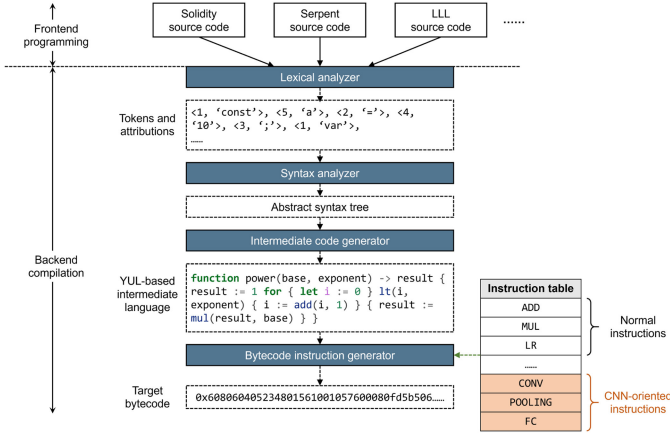 Frontend
programming
Solidity
source code
Serpent
source code
LLL
source code
......
Lexical analyzer
Tokens and
attributions
<1, ‘const’>, <5, ‘a’>, <2, ‘=’>, <4,
‘10’>, <3, ‘;’>, <1, ‘var’>,
......
Syntax analyzer
Abstract syntax tree
Intermediate code generator
Backend
compilation
YUL-based
intermediate
language
function power(base, exponent) -> result {
result := 1 for { let i := 0 } lt(i,
exponent) { i := add(i, 1) } { result :=
mul(result, base) } }
Bytecode instruction generator
Target
bytecode
0x608060405234801561001057600080fd5b506......
Instruction table
ADD
MUL
LR
......
CONV
POOLING
FC
Normal
instructions
CNN-oriented
instructions